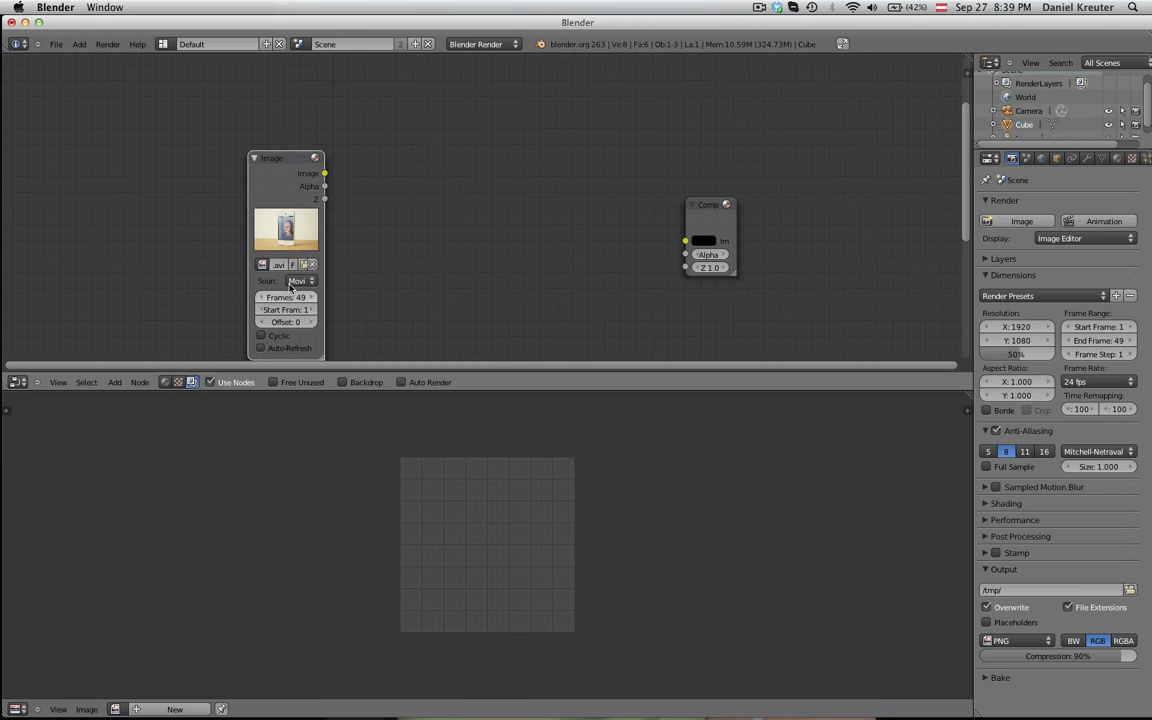 Blender Window (42%) Sep 27 8:39 PM Daniel Kreuter
Blender
File Add Render Help Default Scene 2 Blender Render blender.org 263 | Ve:8 | Fa:6 | Ob:1-3 | La:1 | Mem:10.59M (324.73M) | Cube
View Search All Scenes
RenderLayers
World
Camera
Cube
Image
Image
Alpha
Z
.avi F
Sourc: Movi
Frames: 49
Start Fram: 1
Offset: 0
Cyclic
Auto-Refresh
Comp
Im
Alpha
Z 1.0
View Select Add Node Use Nodes Free Unused Backdrop Auto Render
View Image New
Scene
Render
Image Animation
Display: Image Editor
Layers
Dimensions
Render Presets
Resolution: Frame Range:
X: 1920 Start Frame: 1
Y: 1080 End Frame: 49
50% Frame Step: 1
Aspect Ratio: Frame Rate:
X: 1.000 24 fps
Y: 1.000 Time Remapping:
Borde Crop : 100 : 100
Anti-Aliasing
5 8 11 16 Mitchell-Netraval
Full Sample Size: 1.000
Sampled Motion Blur
Shading
Performance
Post Processing
Stamp
Output
/tmp/
Overwrite File Extensions
Placeholders
PNG BW RGB RGBA
Compression: 90%
Bake